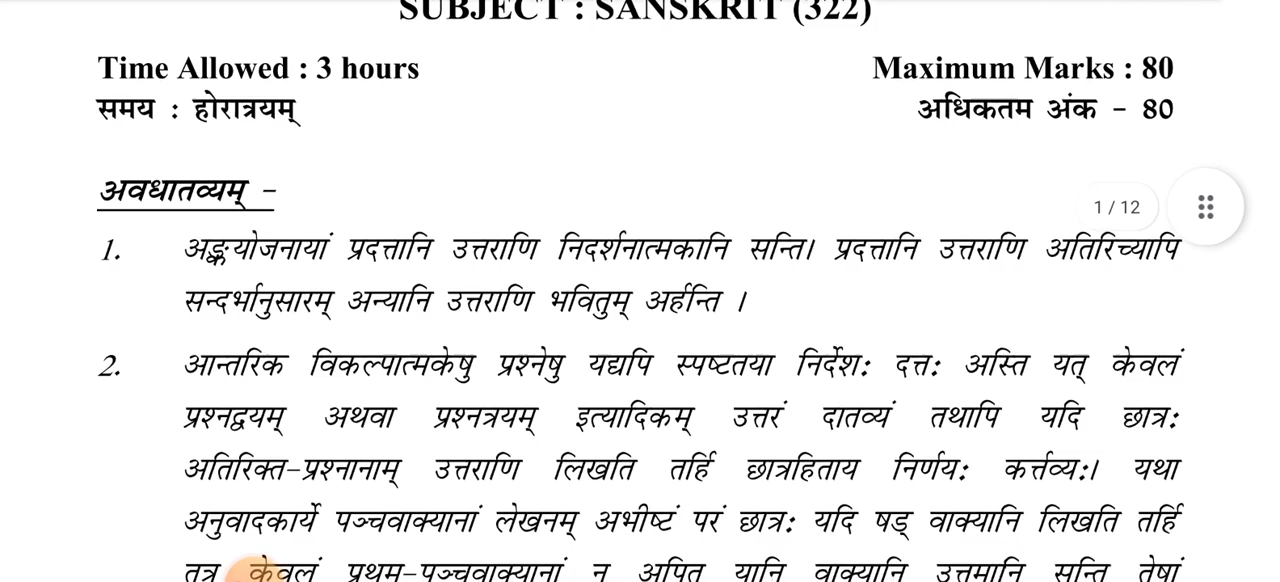 SUBJECT : SANSKRIT (322)
Time Allowed : 3 hours
Maximum Marks : 80
समय : होरात्रयम्
अधिकतम अंक - 80
अवधातव्यम् -
1 / 12
1. अङ्कयोजनायां प्रदत्तानि उत्तराणि निदर्शनात्मकानि सन्ति। प्रदत्तानि उत्तराणि अतिरिच्यापि
सन्दर्भानुसारम् अन्यानि उत्तराणि भवितुम् अर्हन्ति ।
2. आन्तरिक विकल्पात्मकेषु प्रश्नेषु यद्यपि स्पष्टतया निर्देशः दत्तः अस्ति यत् केवलं
प्रश्नद्वयम् अथवा प्रश्नत्रयम् इत्यादिकम् उत्तरं दातव्यं तथापि यदि छात्रः
अतिरिक्त-प्रश्नानाम् उत्तराणि लिखति तर्हि छात्रहिताय निर्णयः कर्त्तव्यः। यथा
अनुवादकार्ये पञ्चवाक्यानां लेखनम् अभीष्टं परं छात्रः यदि षड् वाक्यानि लिखति तर्हि
तत्र केवलं प्रथम-पञ्चवाक्यानां न अपितु यानि वाक्यानि उत्तमानि सन्ति तेषां